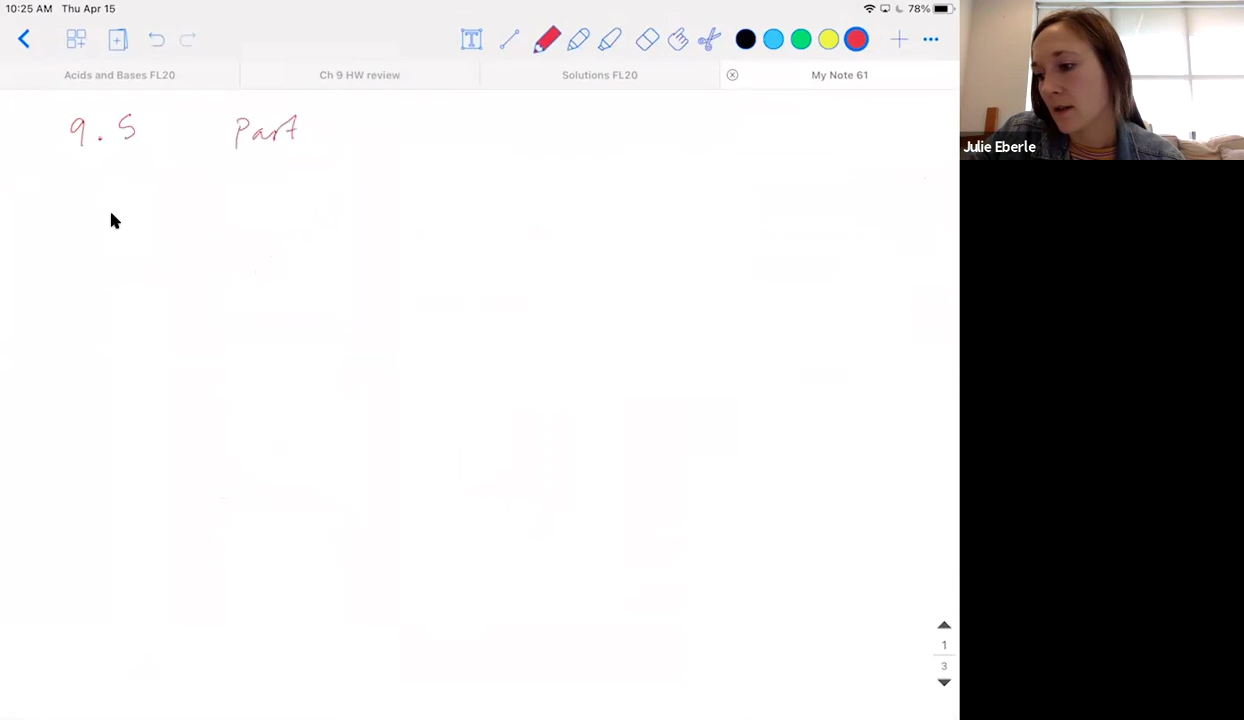 10:25 AM Thu Apr 15
78%
T
Acids and Bases FL20
Ch 9 HW review
Solutions FL20
My Note 61
9.5 Part
Julie Eberle
1
3